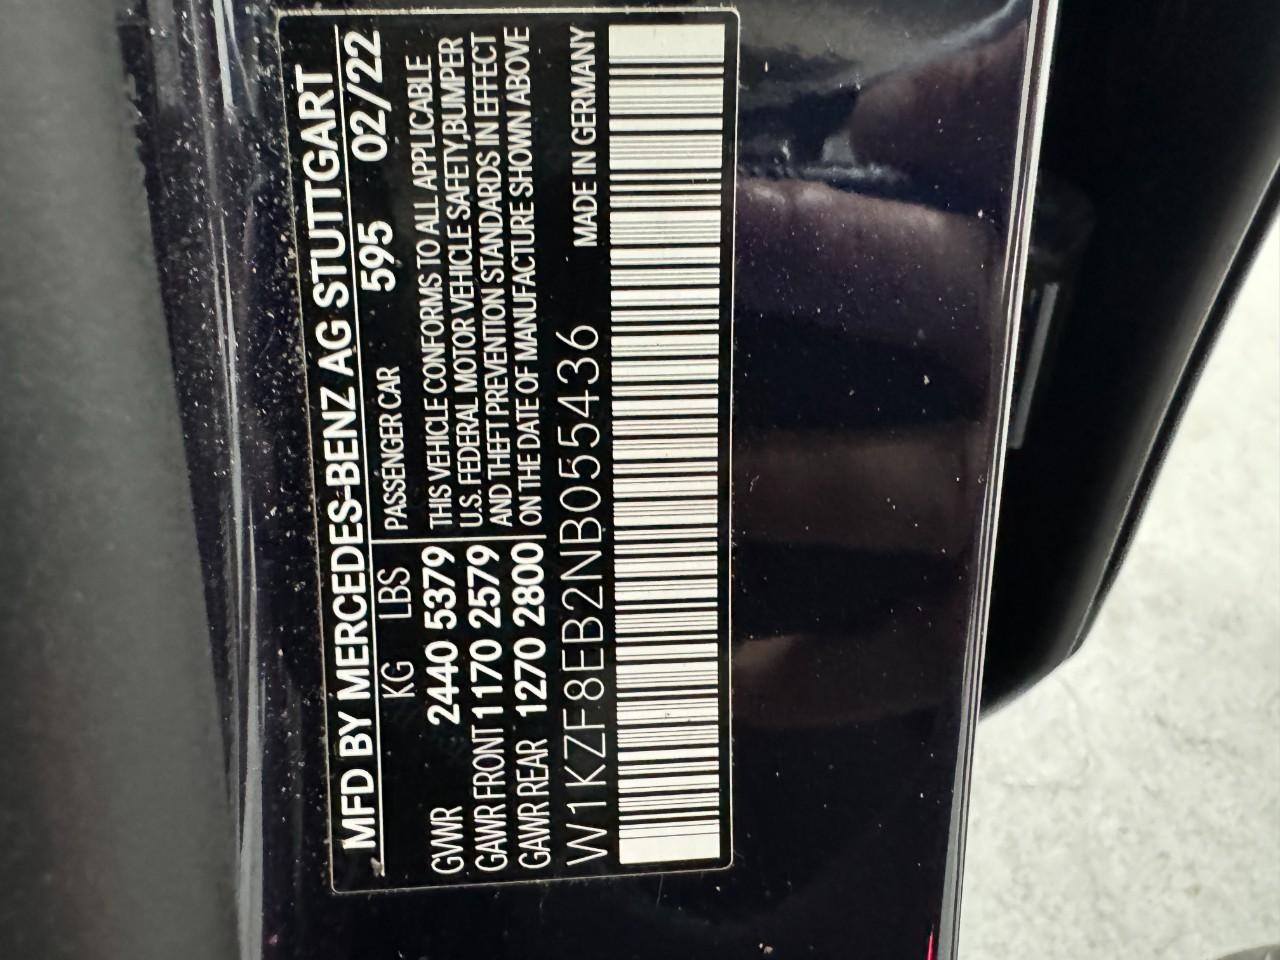 MFD BY MERCEDES-BENZ AG STUTTGART
KG LBS PASSENGER CAR 595 02/22
GVWR 2440 5379 THIS VEHICLE CONFORMS TO ALL APPLICABLE
GAWR FRONT 1170 2579 U.S. FEDERAL MOTOR VEHICLE SAFETY,BUMPER
GAWR REAR 1270 2800 AND THEFT PREVENTION STANDARDS IN EFFECT
ON THE DATE OF MANUFACTURE SHOWN ABOVE
W1KZF8EB2NB055436 MADE IN GERMANY